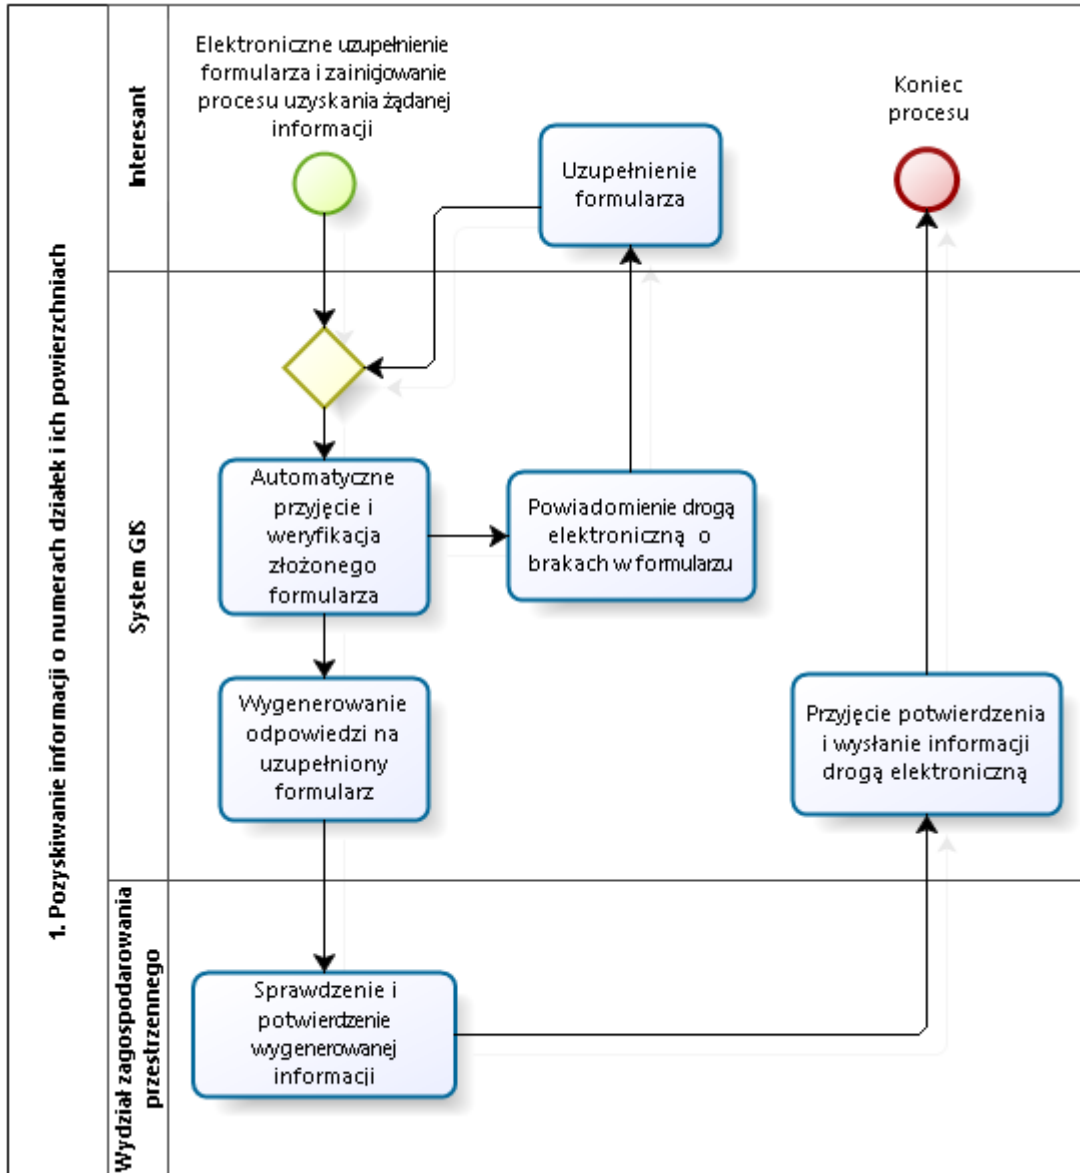 1. Pozyskiwanie informacji o numerach działek i ich powierzchniach
Interesant
Elektroniczne uzupełnienie
formularza i zainicjowanie
procesu uzyskania żądanej
informacji
Uzupełnienie
formularza
Koniec
procesu
System GIS
Automatyczne
przyjęcie i
weryfikacja
złożonego
formularza
Powiadomienie drogą
elektroniczną o
brakach w formularzu
Wygenerowanie
odpowiedzi na
uzupełniony
formularz
Przyjęcie potwierdzenia
i wysłanie informacji
drogą elektroniczną
Wydział zagospodarowania
przestrzennego
Sprawdzenie i
potwierdzenie
wygenerowanej
informacji